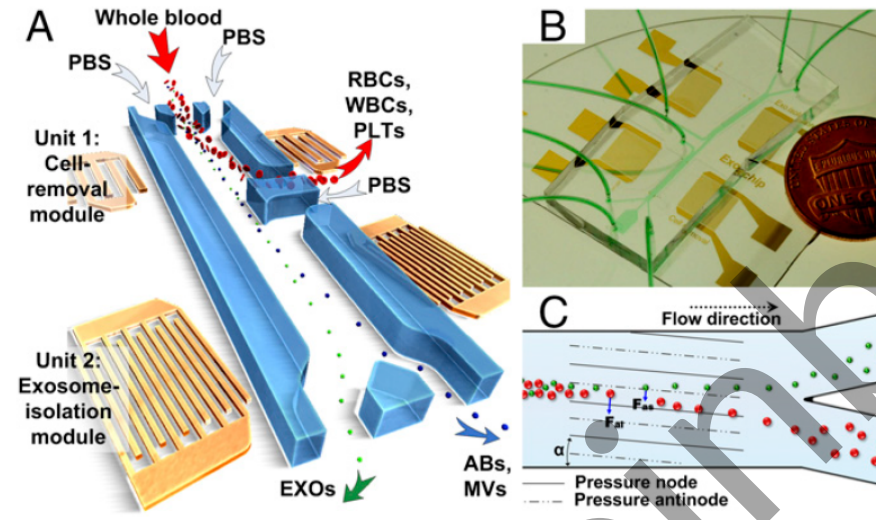 A
Whole blood
PBS
PBS
RBCs,
WBCs,
PLTs
Unit 1:
Cell-
removal
module
PBS
Unit 2:
Exosome-
isolation
module
EXOs
ABs,
MVs
B
C
Flow direction
Fas
Far
α
Pressure node
Pressure antinode